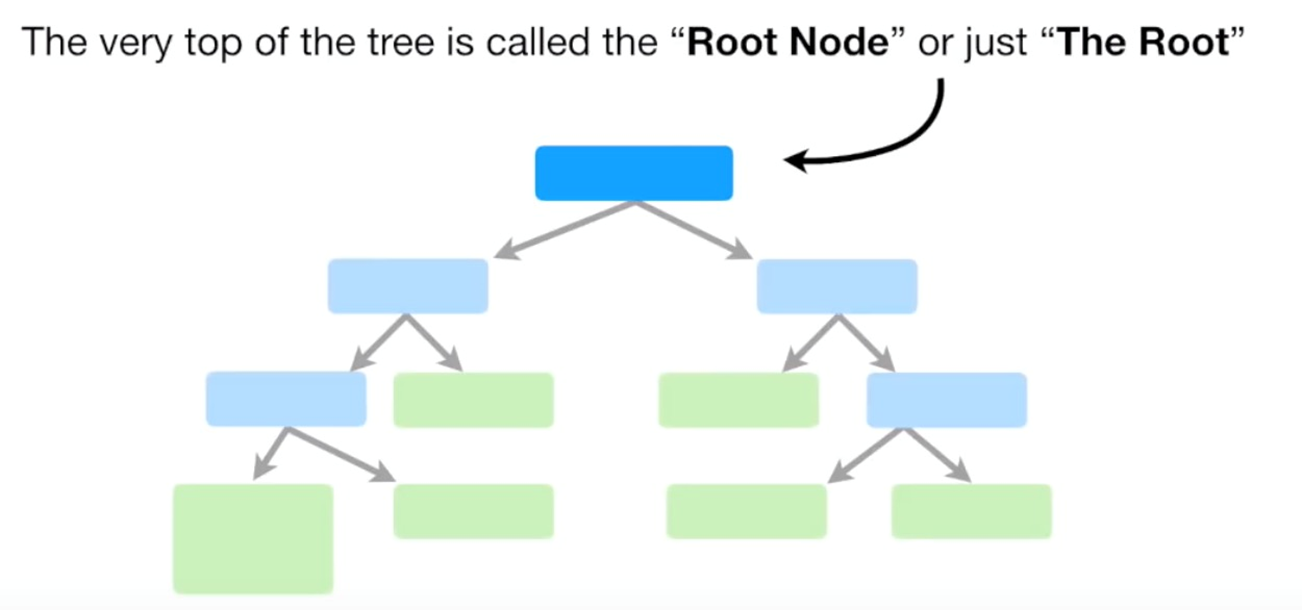 The very top of the tree is called the “Root Node” or just “The Root”